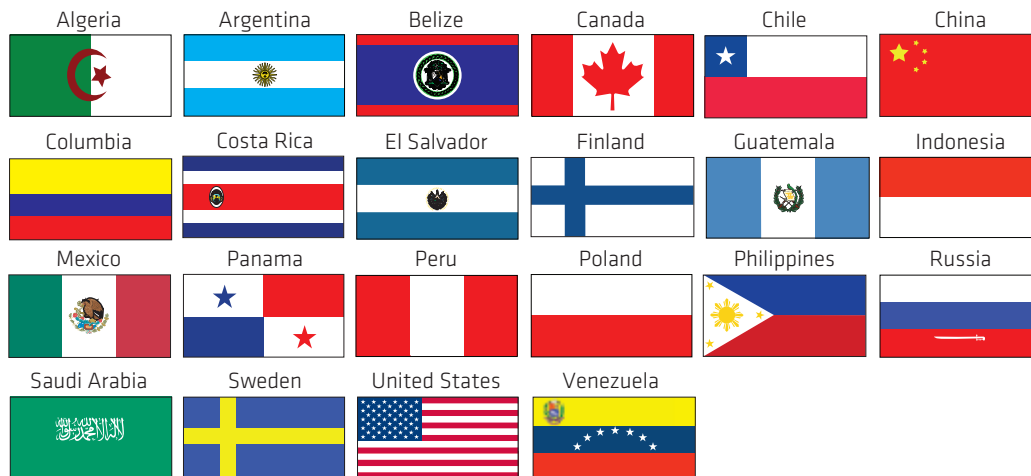 Algeria Argentina Belize Canada Chile China
Columbia Costa Rica El Salvador Finland Guatemala Indonesia
Mexico Panama Peru Poland Philippines Russia
Saudi Arabia Sweden United States Venezuela